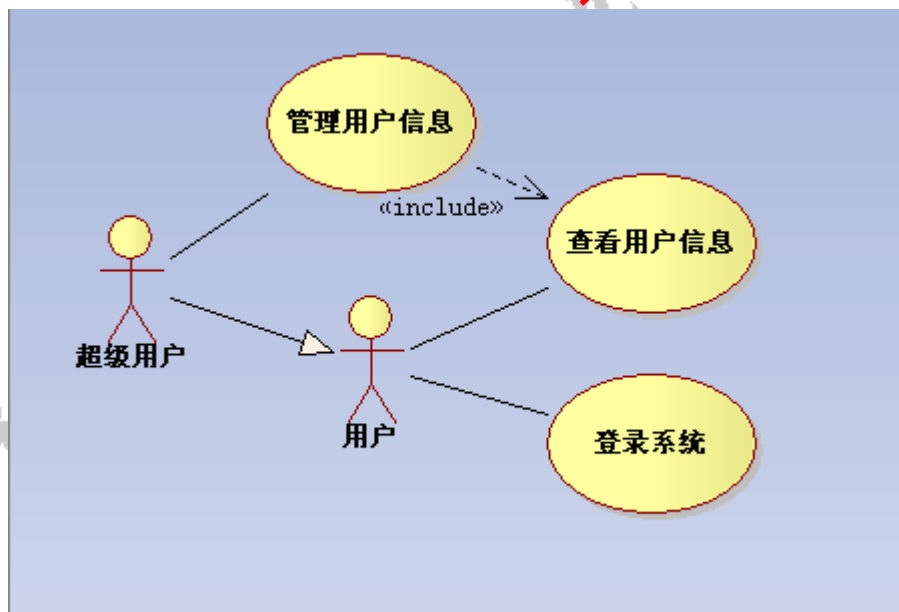 管理用户信息
«include»
查看用户信息
超级用户
用户
登录系统